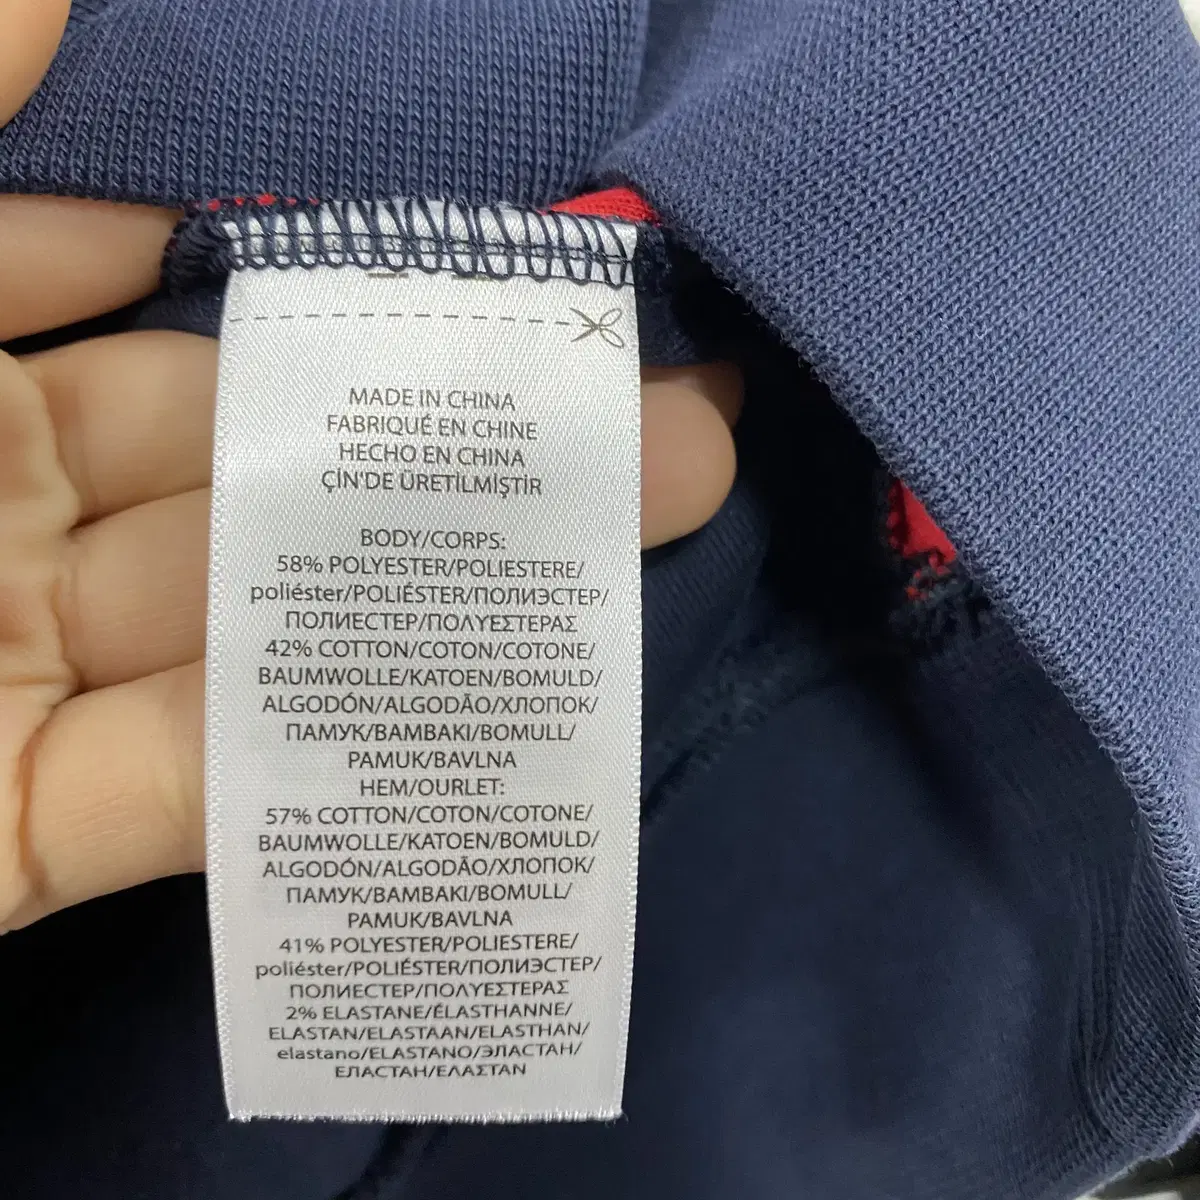 MADE IN CHINA
FABRIQUÉ EN CHINE
HECHO EN CHINA
ÇİN'DE ÜRETİLMİŞTİR
BODY/CORPS:
58% POLYESTER/POLIESTERE/
poliéster/POLIÉSTER/ПОЛИЭСТЕР/
ПОЛИЕСТЕР/ΠΟΛΥΕΣΤΕΡΑΣ
42% COTTON/COTON/COTONE/
BAUMWOLLE/KATOEN/BOMULD/
ALGODÓN/ALGODÃO/ХЛОПОК/
ПАМУК/ΒΑΜΒΑΚΙ/BOMULL/
PAMUK/BAVLNA
HEM/OURLET:
57% COTTON/COTON/COTONE/
BAUMWOLLE/KATOEN/BOMULD/
ALGODÓN/ALGODÃO/ХЛОПОК/
ПАМУК/ΒΑΜΒΑΚΙ/BOMULL/
PAMUK/BAVLNA
41% POLYESTER/POLIESTERE/
poliéster/POLIÉSTER/ПОЛИЭСТЕР/
ПОЛИЕСТЕР/ΠΟΛΥΕΣΤΕΡΑΣ
2% ELASTANE/ÉLASTHANNE/
ELASTAN/ELASTAAN/ELASTHAN/
elastano/ELASTANO/ЭЛАСТАН/
ЕЛАСТАН/ΕΛΑΣΤΑΝ